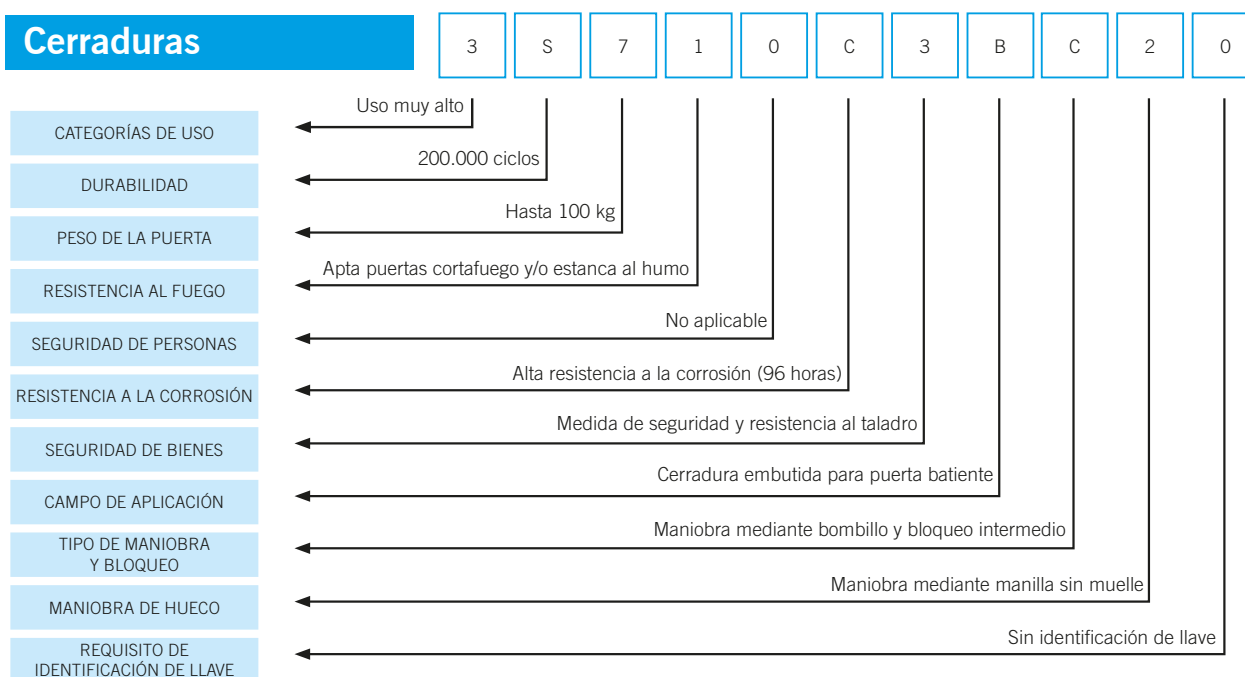 Cerraduras
3 S 7 1 0 C 3 B C 2 0
Uso muy alto
CATEGORÍAS DE USO
200.000 ciclos
DURABILIDAD
Hasta 100 kg
PESO DE LA PUERTA
Apta puertas cortafuego y/o estanca al humo
RESISTENCIA AL FUEGO
No aplicable
SEGURIDAD DE PERSONAS
Alta resistencia a la corrosión (96 horas)
RESISTENCIA A LA CORROSIÓN
Medida de seguridad y resistencia al taladro
SEGURIDAD DE BIENES
Cerradura embutida para puerta batiente
CAMPO DE APLICACIÓN
Maniobra mediante bombillo y bloqueo intermedio
TIPO DE MANIOBRA
Y BLOQUEO
Maniobra mediante manilla sin muelle
MANIOBRA DE HUECO
Sin identificación de llave
REQUISITO DE
IDENTIFICACIÓN DE LLAVE